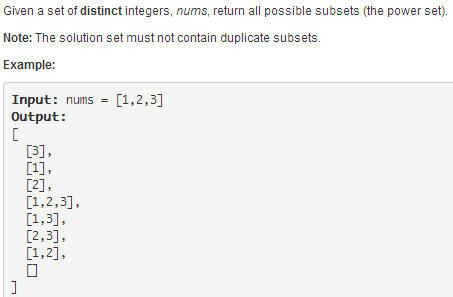 Given a set of distinct integers, nums, return all possible subsets (the power set).
Note: The solution set must not contain duplicate subsets.
Example:
Input: nums = [1,2,3]
Output:
[
  [3],
  [1],
  [2],
  [1,2,3],
  [1,3],
  [2,3],
  [1,2],
  []
]